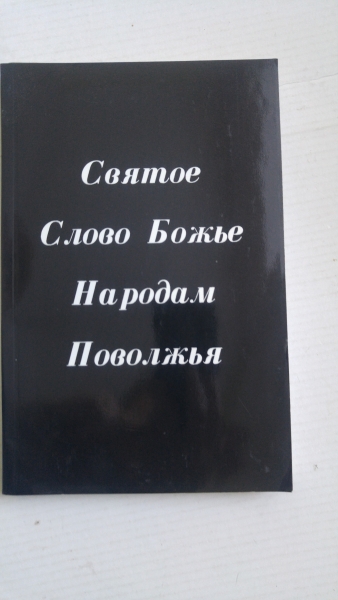 Святое
Слово Божье
Народам
Поволжья